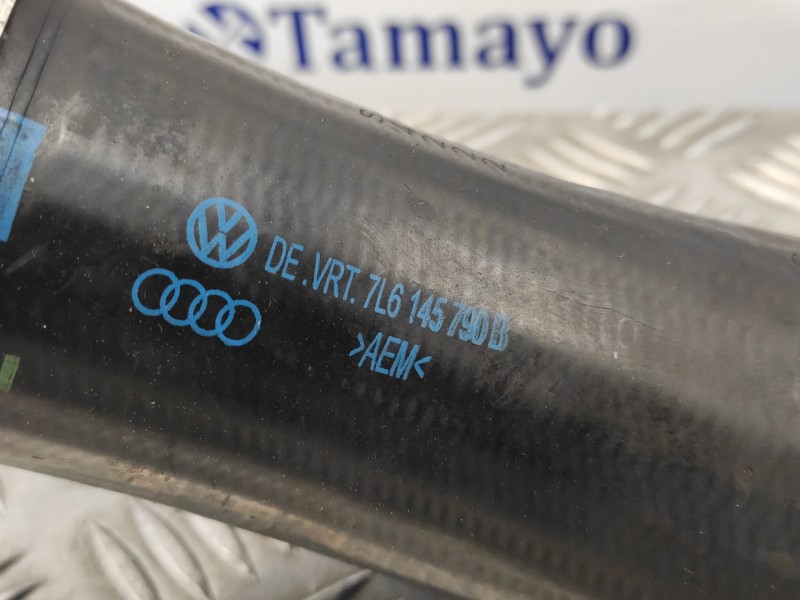 Tamayo
DE .VRT. 7L6 145 790 B
>AEM<